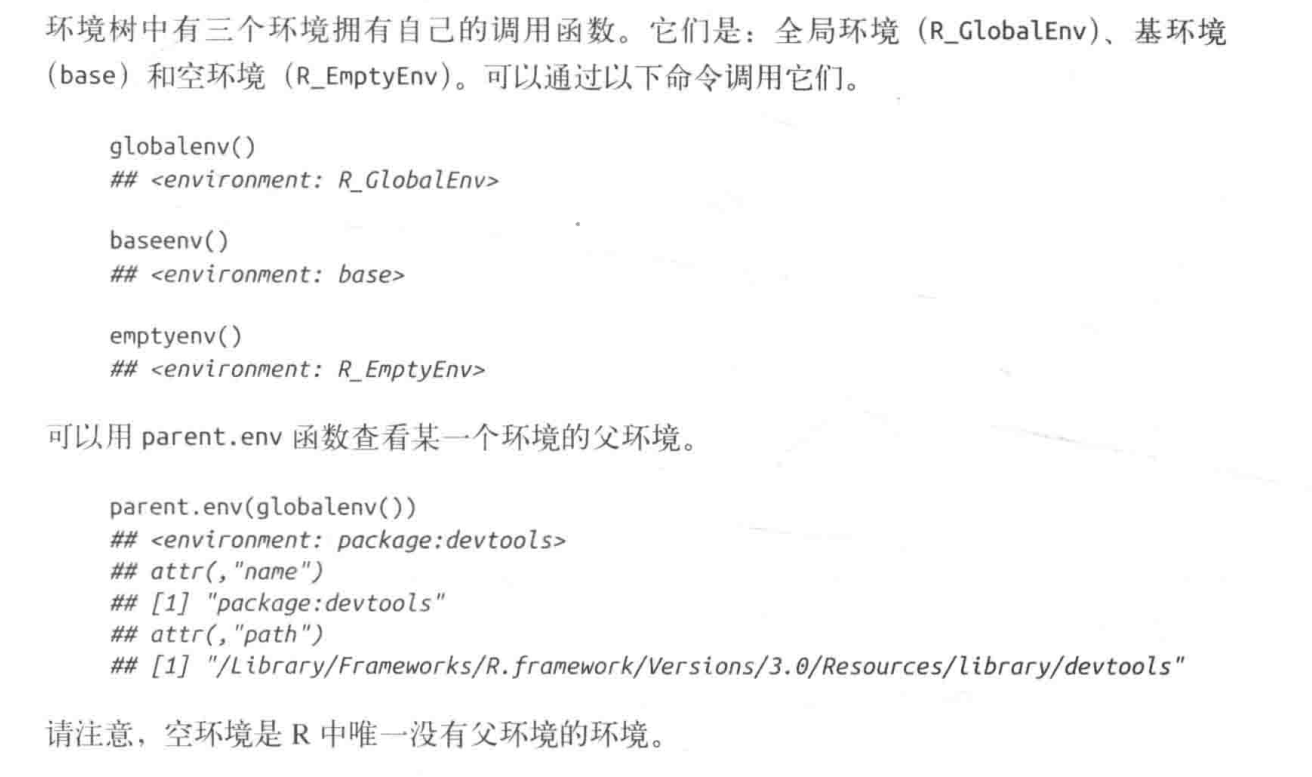 环境树中有三个环境拥有自己的调用函数。它们是：全局环境（R_GlobalEnv）、基环境
（base）和空环境（R_EmptyEnv）。可以通过以下命令调用它们。
globalenv()
## <environment: R_GlobalEnv>
baseenv()
## <environment: base>
emptyenv()
## <environment: R_EmptyEnv>
可以用 parent.env 函数查看某一个环境的父环境。
parent.env(globalenv())
## <environment: package:devtools>
## attr(,"name")
## [1] "package:devtools"
## attr(,"path")
## [1] "/Library/Frameworks/R.framework/Versions/3.0/Resources/library/devtools"
请注意，空环境是 R 中唯一没有父环境的环境。